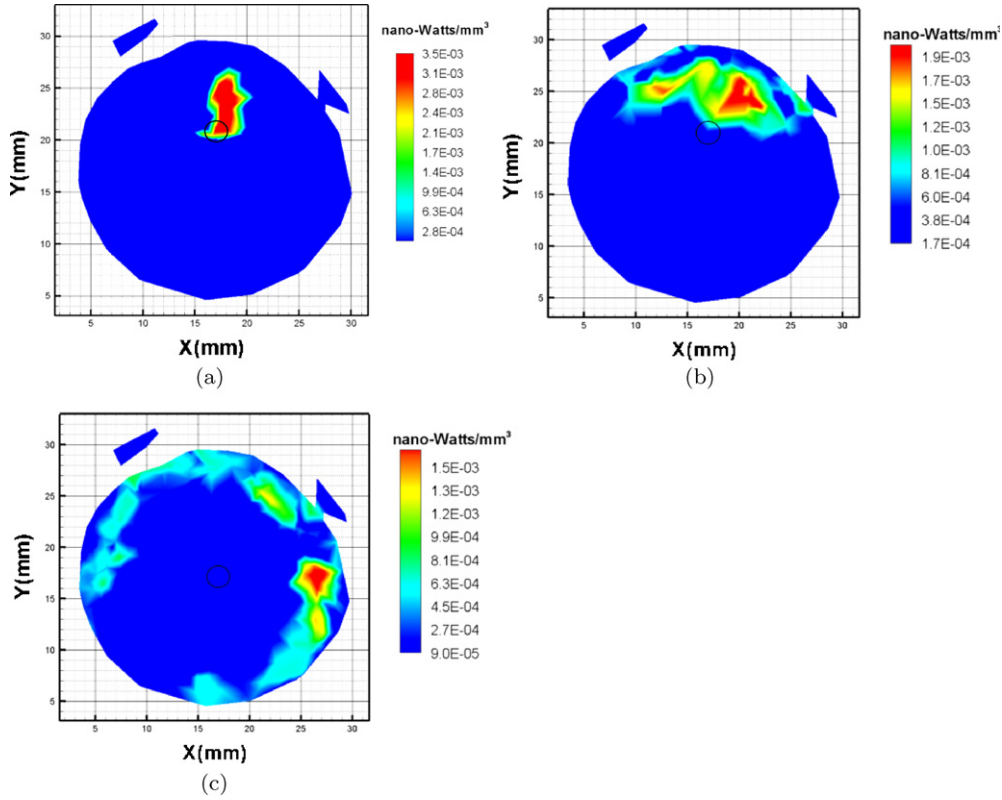 nano-Watts/mm³
3.5E-03
3.1E-03
2.8E-03
2.4E-03
2.1E-03
1.7E-03
1.4E-03
9.9E-04
6.3E-04
2.8E-04
30
25
20
15
10
5
Y(mm)
5 10 15 20 25 30
X(mm)
(a)
nano-Watts/mm³
1.9E-03
1.7E-03
1.5E-03
1.2E-03
1.0E-03
8.1E-04
6.0E-04
3.8E-04
1.7E-04
30
25
20
15
10
5
Y(mm)
5 10 15 20 25 30
X(mm)
(b)
nano-Watts/mm³
1.5E-03
1.3E-03
1.2E-03
9.9E-04
8.1E-04
6.3E-04
4.5E-04
2.7E-04
9.0E-05
30
25
20
15
10
5
Y(mm)
5 10 15 20 25 30
X(mm)
(c)